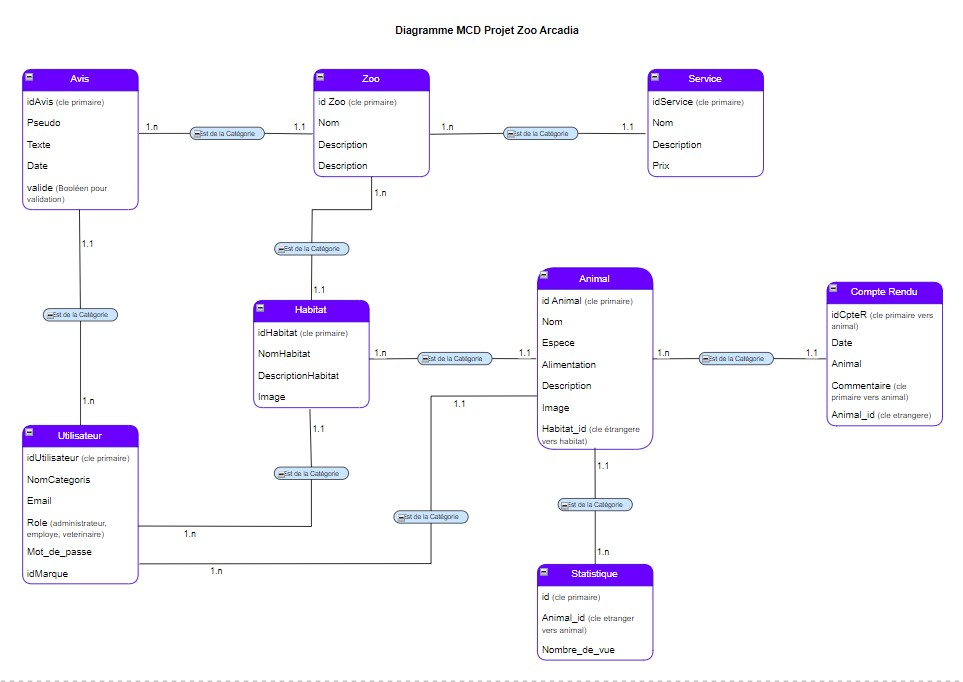 Diagramme MCD Projet Zoo Arcadia
Avis
idAvis (cle primaire)
Pseudo
Texte
Date
valide (Booléen pour
validation)
1.n
Est de la Catégorie
1.1
Zoo
id Zoo (cle primaire)
Nom
Description
Description
1.n
Est de la Catégorie
1.1
Service
idService (cle primaire)
Nom
Description
Prix
1.n
Est de la Catégorie
1.1
1.1
Est de la Catégorie
1.n
Habitat
idHabitat (cle primaire)
NomHabitat
DescriptionHabitat
Image
1.n
Est de la Catégorie
1.1
Animal
id Animal (cle primaire)
Nom
Espece
Alimentation
Description
Image
Habitat_id (cle étrangere
vers habitat)
1.n
Est de la Catégorie
1.1
Compte Rendu
idCpteR (cle primaire vers
animal)
Date
Animal
Commentaire (cle
primaire vers animal)
Animal_id (cle etrangere)
Utilisateur
idUtilisateur (cle primaire)
NomCategoris
Email
Role (administrateur,
employe, veterinaire)
Mot_de_passe
idMarque
1.1
Est de la Catégorie
1.n
1.1
Est de la Catégorie
1.n
1.1
Est de la Catégorie
1.n
Statistique
id (cle primaire)
Animal_id (cle etranger
vers animal)
Nombre_de_vue